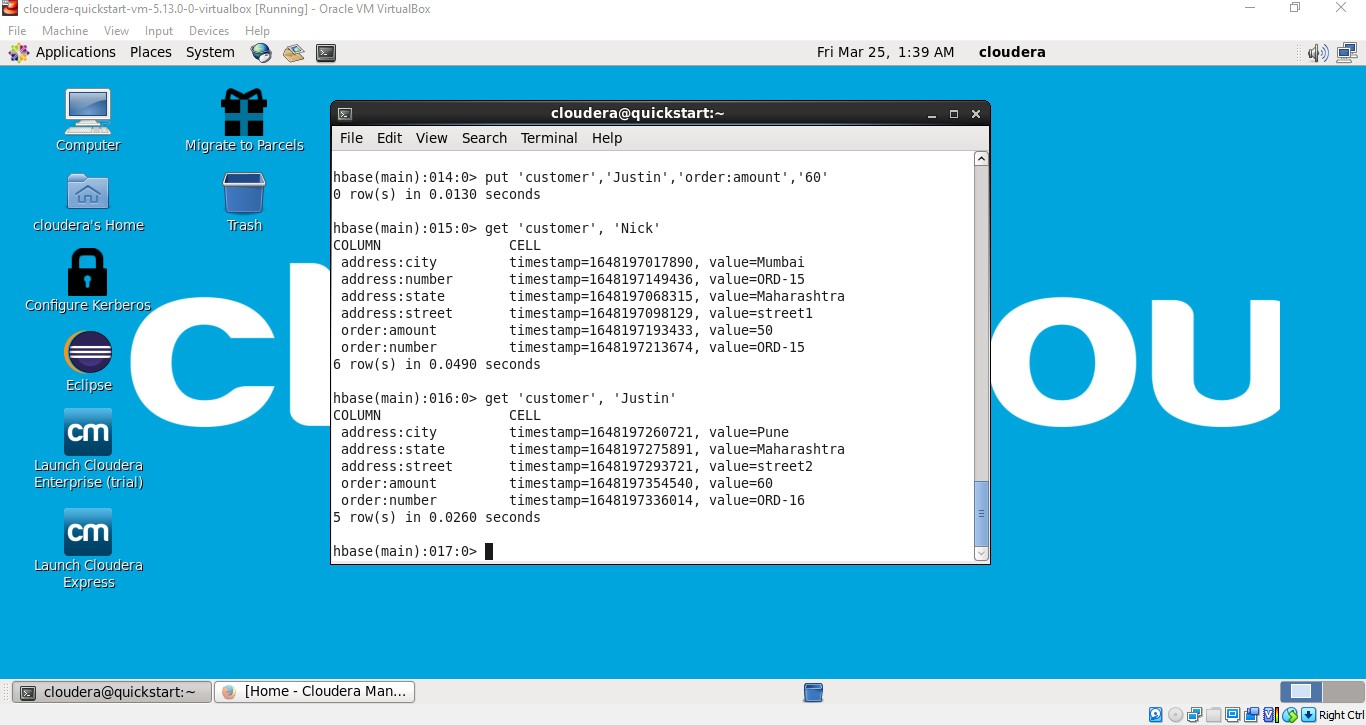 cloudera-quickstart-vm-5.13.0-0-virtualbox [Running] - Oracle VM VirtualBox
File Machine View Input Devices Help
Applications Places System Fri Mar 25, 1:39 AM cloudera
Computer
Migrate to Parcels
cloudera's Home
Trash
Configure Kerberos
Eclipse
cm
Launch Cloudera
Enterprise (trial)
cm
Launch Cloudera
Express
cloudera@quickstart:~
File Edit View Search Terminal Help
hbase(main):014:0> put 'customer','Justin','order:amount','60'
0 row(s) in 0.0130 seconds
hbase(main):015:0> get 'customer', 'Nick'
COLUMN CELL
address:city timestamp=1648197017890, value=Mumbai
address:number timestamp=1648197149436, value=ORD-15
address:state timestamp=1648197068315, value=Maharashtra
address:street timestamp=1648197098129, value=street1
order:amount timestamp=1648197193433, value=50
order:number timestamp=1648197213674, value=ORD-15
6 row(s) in 0.0490 seconds
hbase(main):016:0> get 'customer', 'Justin'
COLUMN CELL
address:city timestamp=1648197260721, value=Pune
address:state timestamp=1648197275891, value=Maharashtra
address:street timestamp=1648197293721, value=street2
order:amount timestamp=1648197354540, value=60
order:number timestamp=1648197336014, value=ORD-16
5 row(s) in 0.0260 seconds
hbase(main):017:0>
cl ou
cloudera@quickstart:~ [Home - Cloudera Man...
Right Ctrl